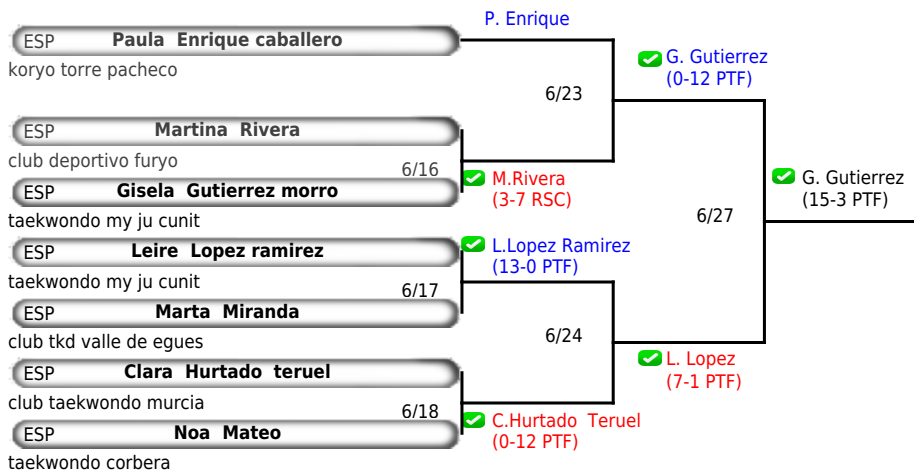 P. Enrique
ESP Paula Enrique caballero
koryo torre pacheco
G. Gutierrez
(0-12 PTF)
6/23
ESP Martina Rivera
club deportivo furyo
6/16
M.Rivera
(3-7 RSC)
ESP Gisela Gutierrez morro
taekwondo my ju cunit
G. Gutierrez
(15-3 PTF)
6/27
ESP Leire Lopez ramirez
taekwondo my ju cunit
L.Lopez Ramirez
(13-0 PTF)
6/17
ESP Marta Miranda
club tkd valle de egues
6/24
L. Lopez
(7-1 PTF)
ESP Clara Hurtado teruel
club taekwondo murcia
6/18
C.Hurtado Teruel
(0-12 PTF)
ESP Noa Mateo
taekwondo corbera